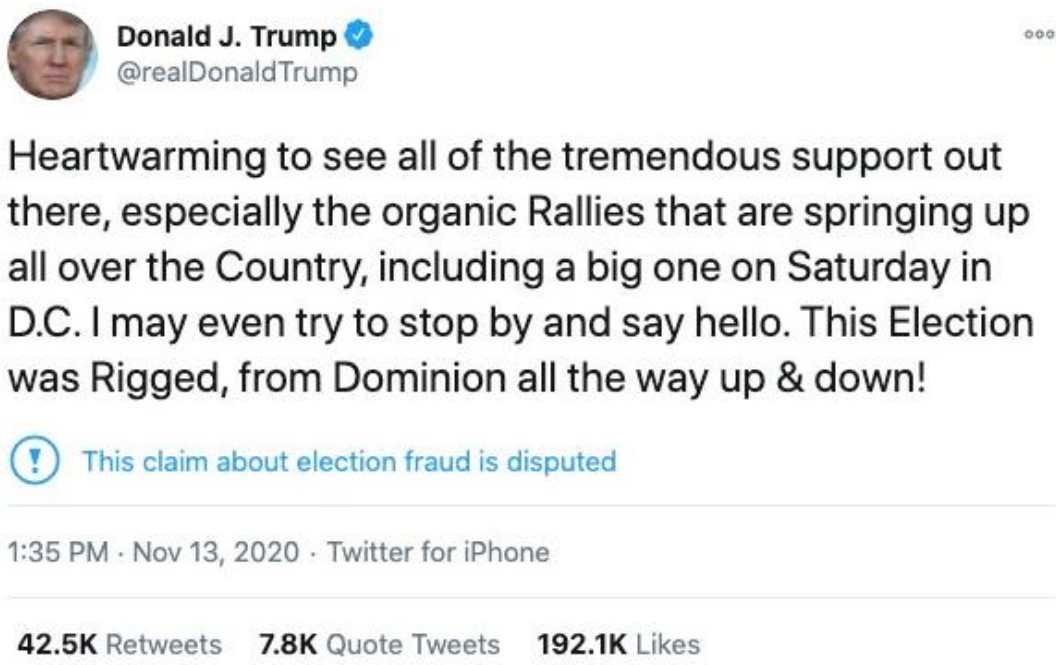 Donald J. Trump
@realDonaldTrump
Heartwarming to see all of the tremendous support out
there, especially the organic Rallies that are springing up
all over the Country, including a big one on Saturday in
D.C. I may even try to stop by and say hello. This Election
was Rigged, from Dominion all the way up & down!
This claim about election fraud is disputed
1:35 PM · Nov 13, 2020 · Twitter for iPhone
42.5K Retweets 7.8K Quote Tweets 192.1K Likes